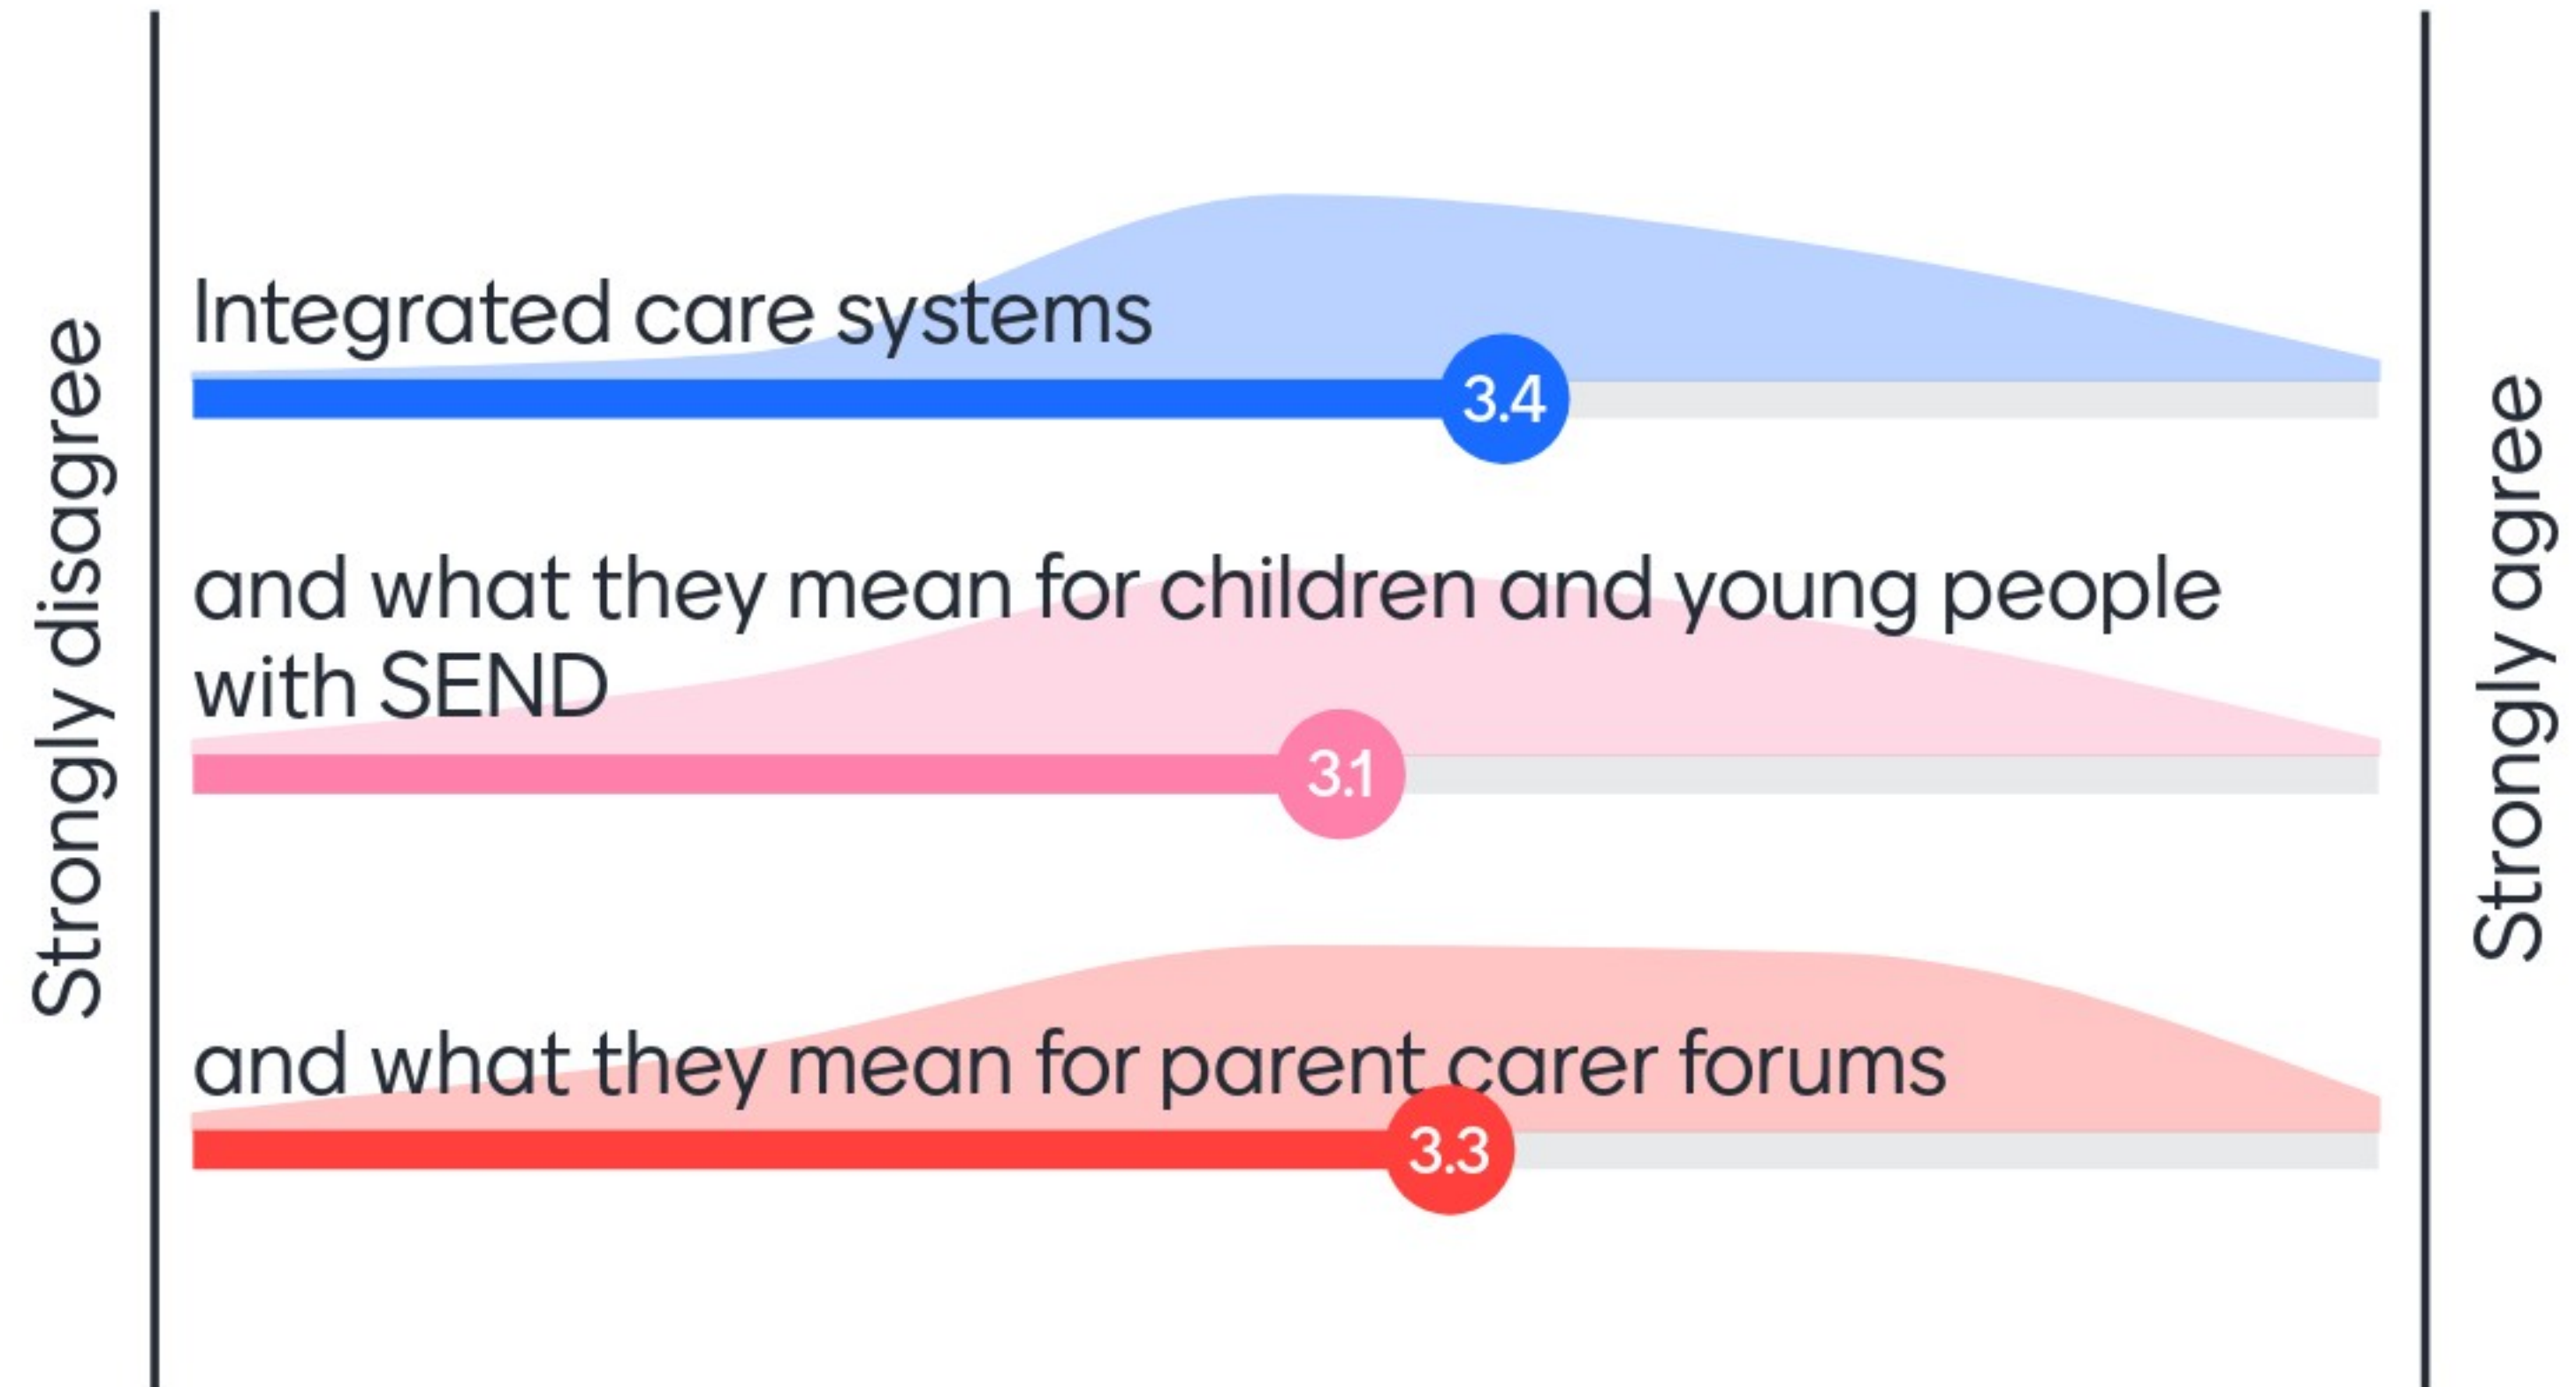 Strongly disagree
Integrated care systems
3.4
and what they mean for children and young people
with SEND
3.1
and what they mean for parent carer forums
3.3
Strongly agree